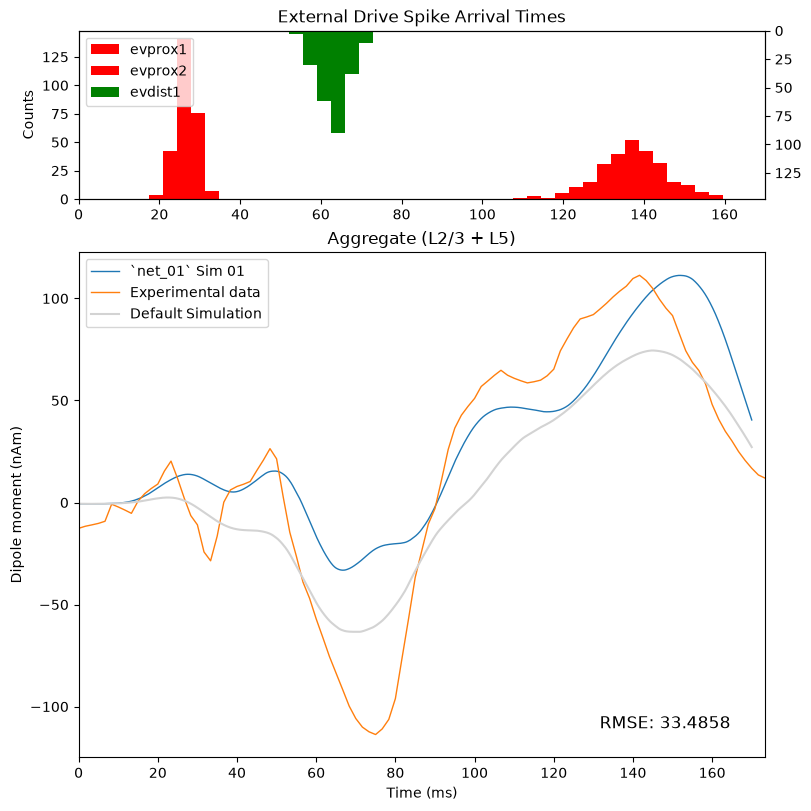 External Drive Spike Arrival Times
evprox1
evprox2
evdist1
Counts
0
25
50
75
100
125
0
25
50
75
100
125
0 20 40 60 80 100 120 140 160
Aggregate (L2/3 + L5)
`net_01` Sim 01
Experimental data
Default Simulation
Dipole moment (nAm)
100
50
0
−50
−100
RMSE: 33.4858
0 20 40 60 80 100 120 140 160
Time (ms)